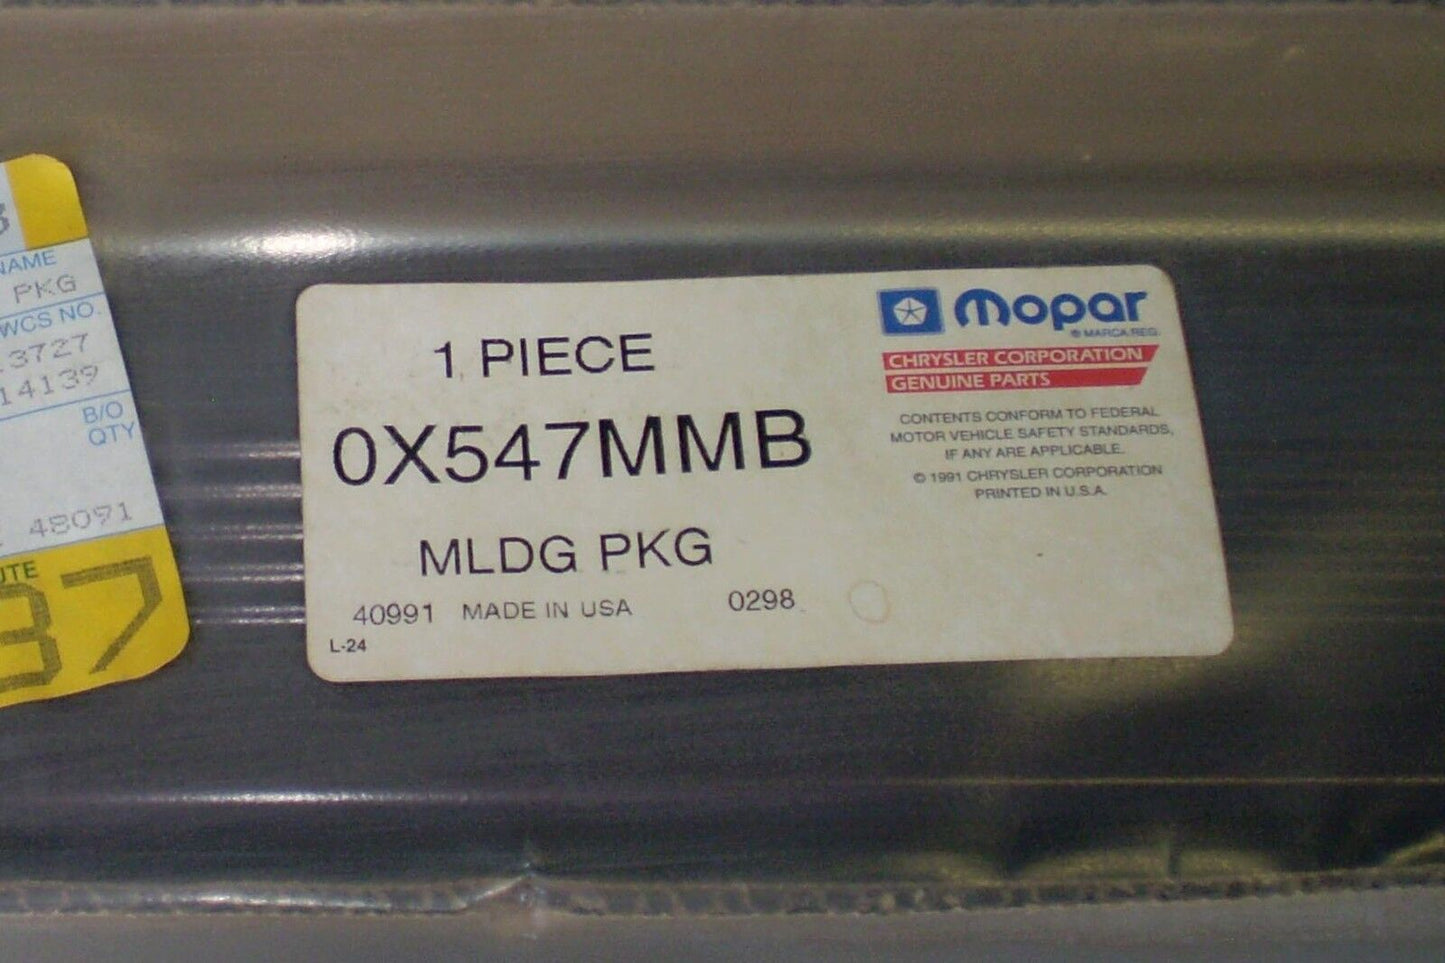 NAME
PKG
WCS NO.
3727
14139
B/O
QTY
48091
37
1 PIECE
0X547MMB
MLDG PKG
40991 MADE IN USA 0298
L-24
Mopar
® MARCA REG.
CHRYSLER CORPORATION
GENUINE PARTS
CONTENTS CONFORM TO FEDERAL
MOTOR VEHICLE SAFETY STANDARDS,
IF ANY ARE APPLICABLE.
© 1991 CHRYSLER CORPORATION
PRINTED IN U.S.A.